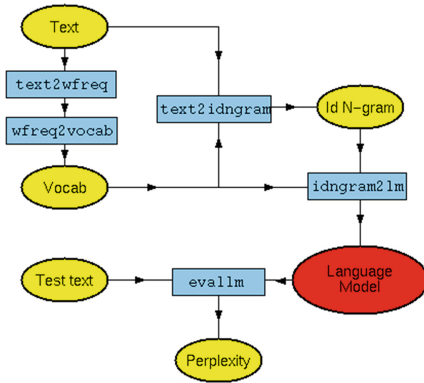 Text
text2wfreq
text2idngram
Id N-gram
wfreq2vocab
Vocab
idngram2lm
Test text
evallm
Language
Model
Perplexity